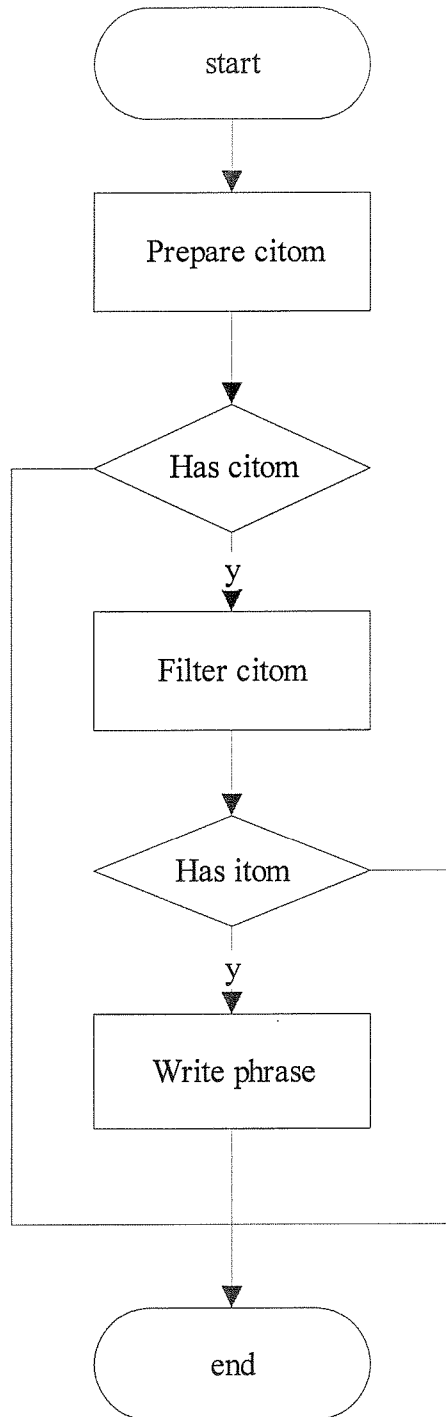 start
Prepare citom
Has citom
y
Filter citom
Has itom
y
Write phrase
end